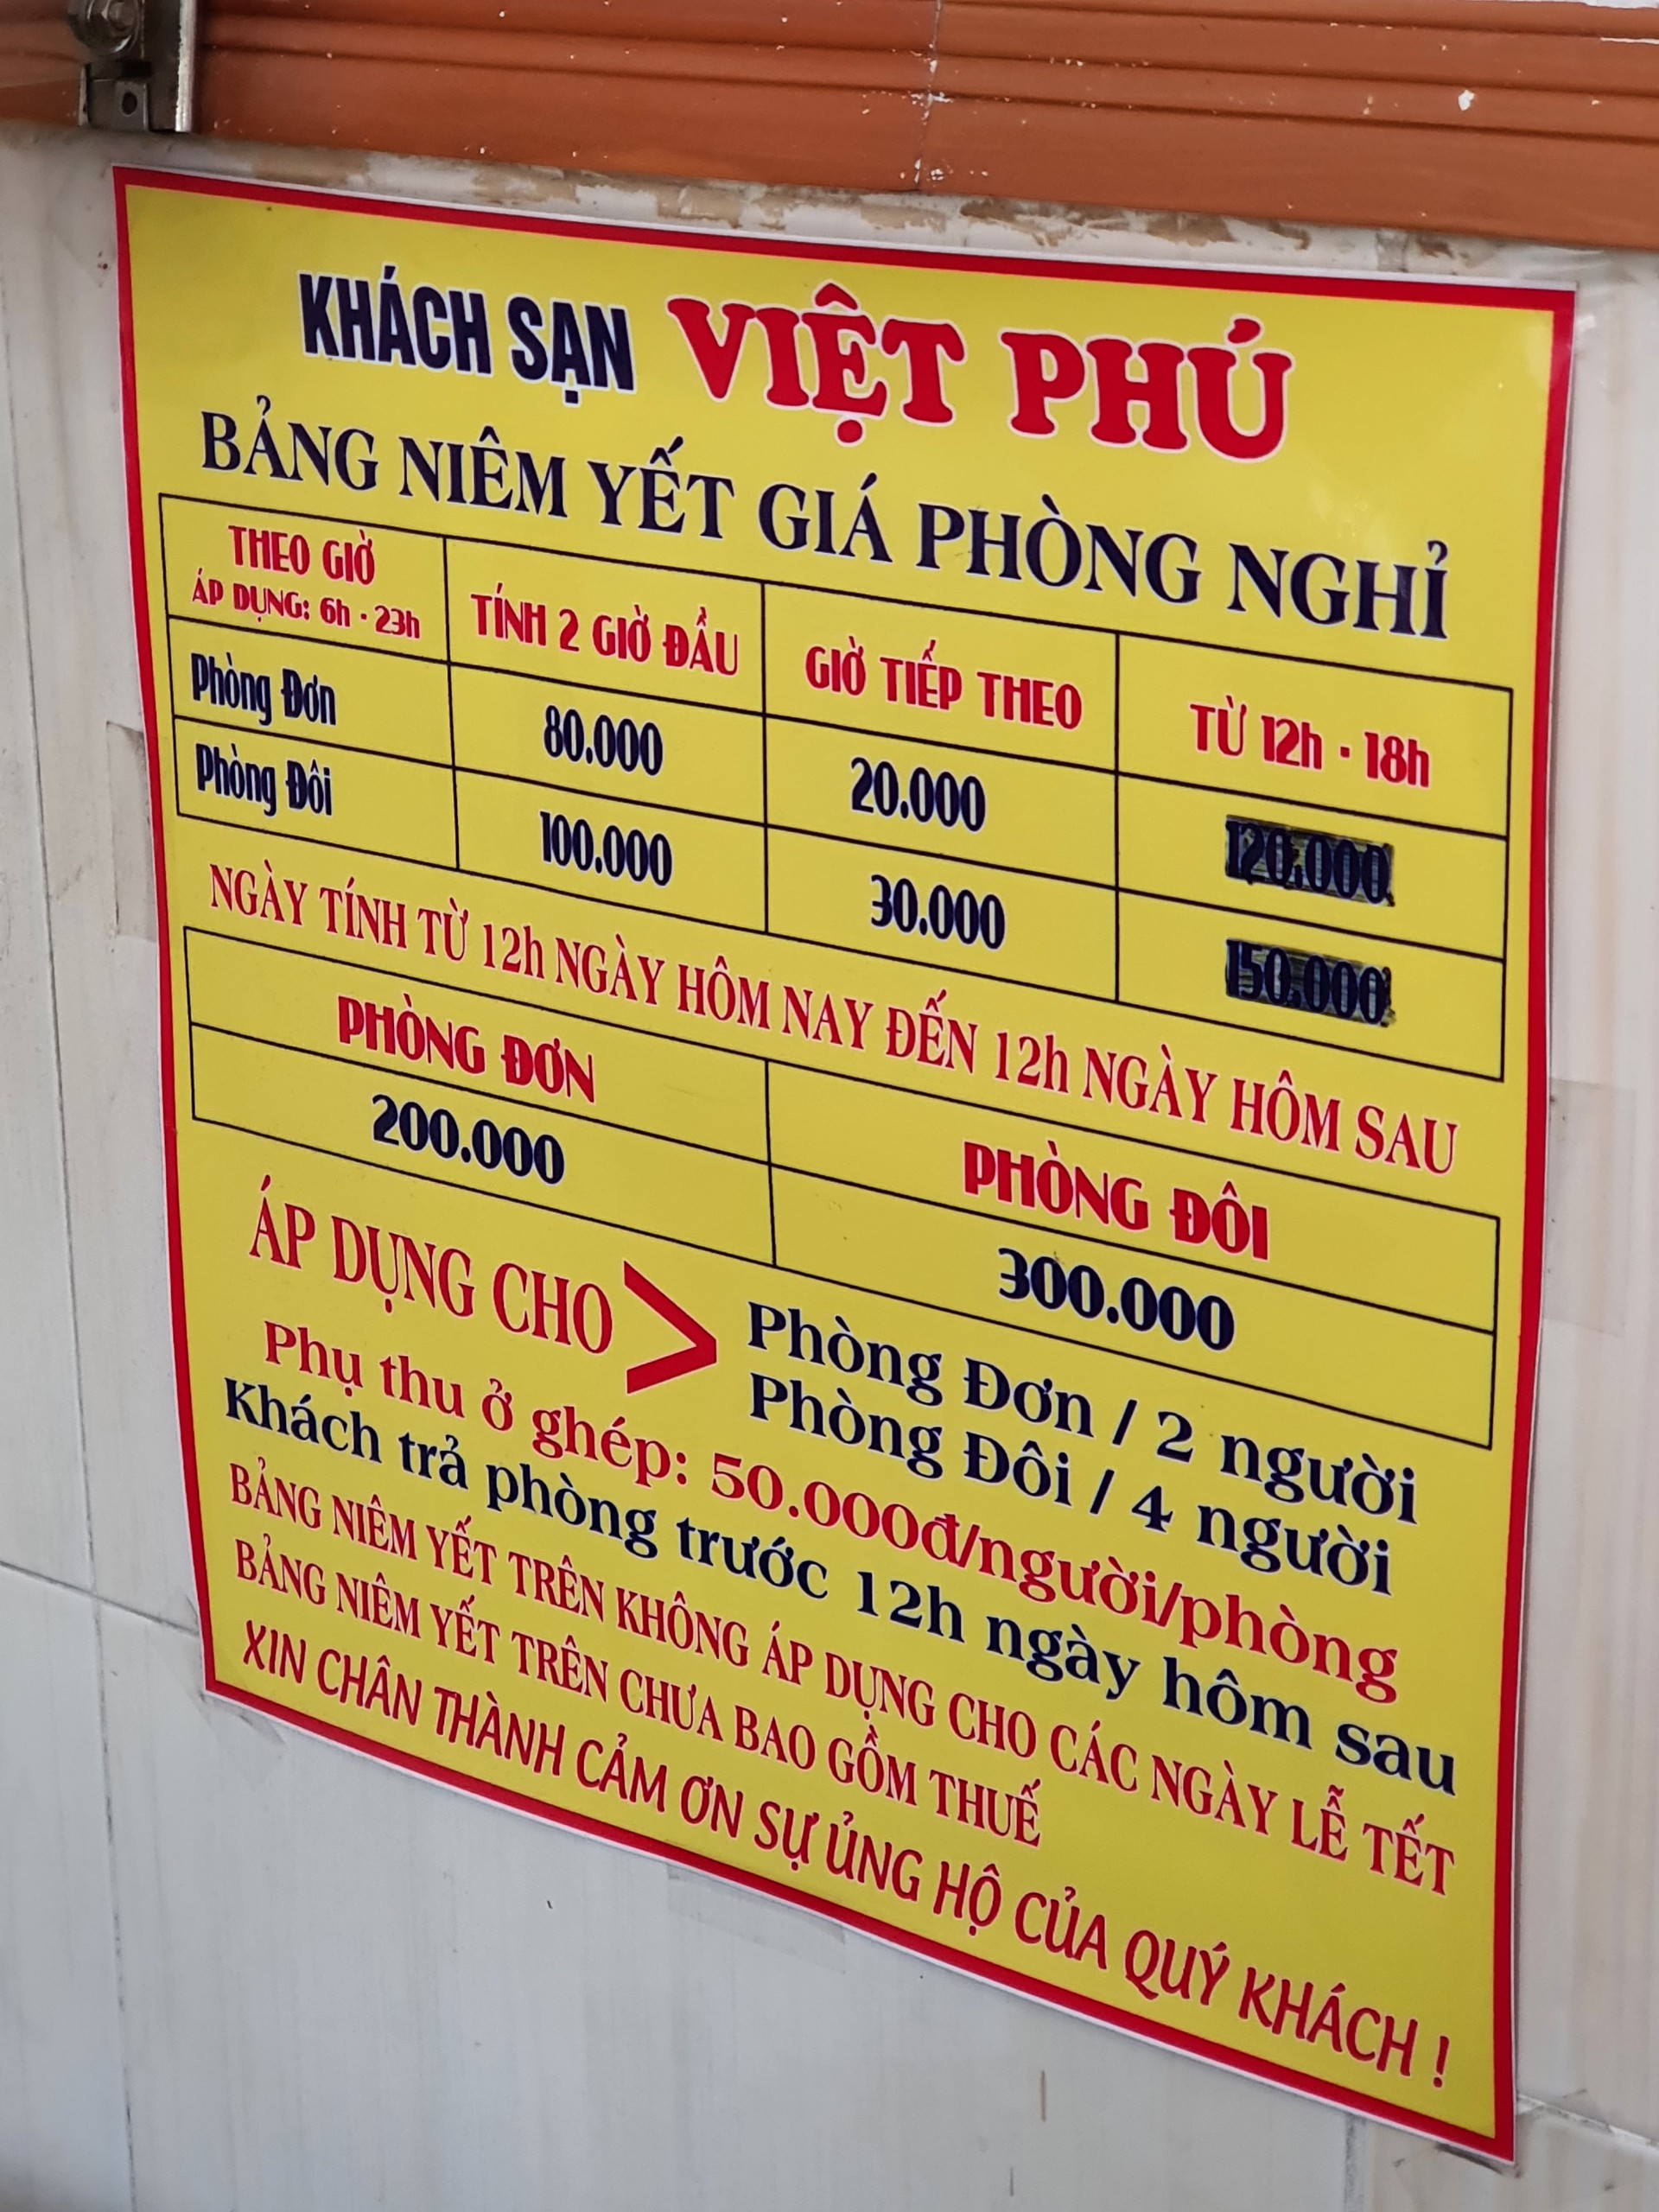 KHÁCH SẠN VIỆT PHÚ
BẢNG NIÊM YẾT GIÁ PHÒNG NGHỈ
THEO GIỜ
ÁP DỤNG: 6h - 23h
TÍNH 2 GIỜ ĐẦU
GIỜ TIẾP THEO
TỪ 12h - 18h
Phòng Đơn 80.000 20.000 120.000
Phòng Đôi 100.000 30.000 150.000
NGÀY TÍNH TỪ 12h NGÀY HÔM NAY ĐẾN 12h NGÀY HÔM SAU
PHÒNG ĐƠN PHÒNG ĐÔI
200.000 300.000
ÁP DỤNG CHO > Phòng Đơn / 2 người
Phòng Đôi / 4 người
Phụ thu ở ghép: 50.000đ/người/phòng
Khách trả phòng trước 12h ngày hôm sau
BẢNG NIÊM YẾT TRÊN KHÔNG ÁP DỤNG CHO CÁC NGÀY LỄ TẾT
BẢNG NIÊM YẾT TRÊN CHƯA BAO GỒM THUẾ
XIN CHÂN THÀNH CẢM ƠN SỰ ỦNG HỘ CỦA QUÝ KHÁCH !